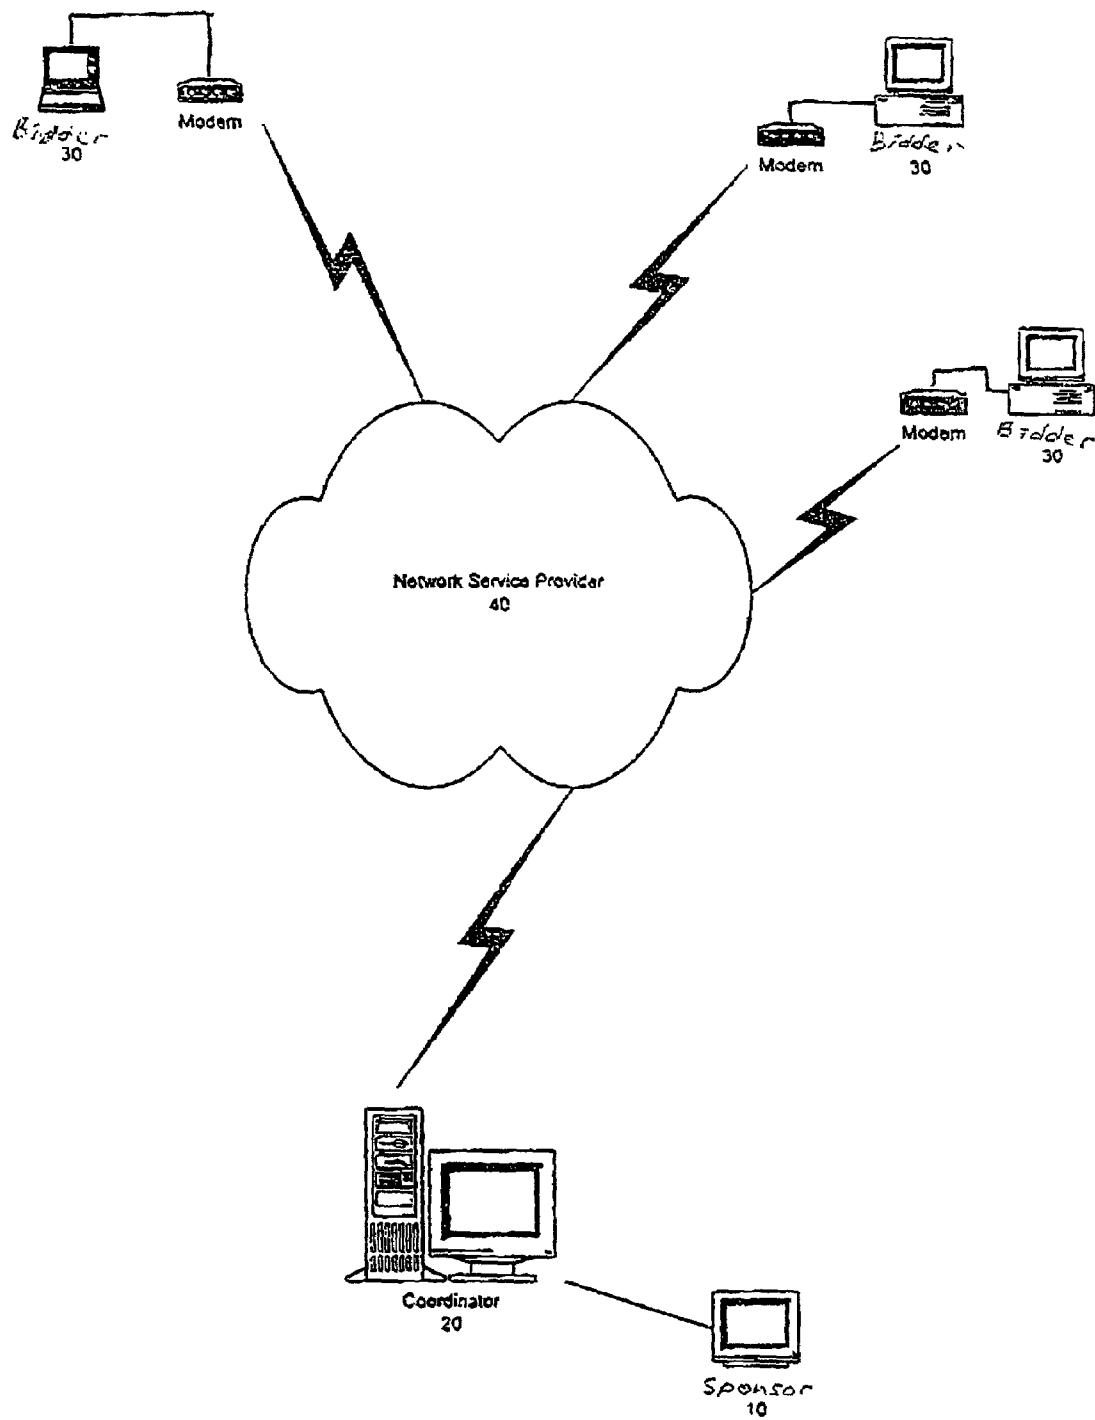 Modem
Bidder
30
Modem
Bidder
30
Modem
Bidder
30
Network Service Provider
40
Coordinator
20
Sponsor
10